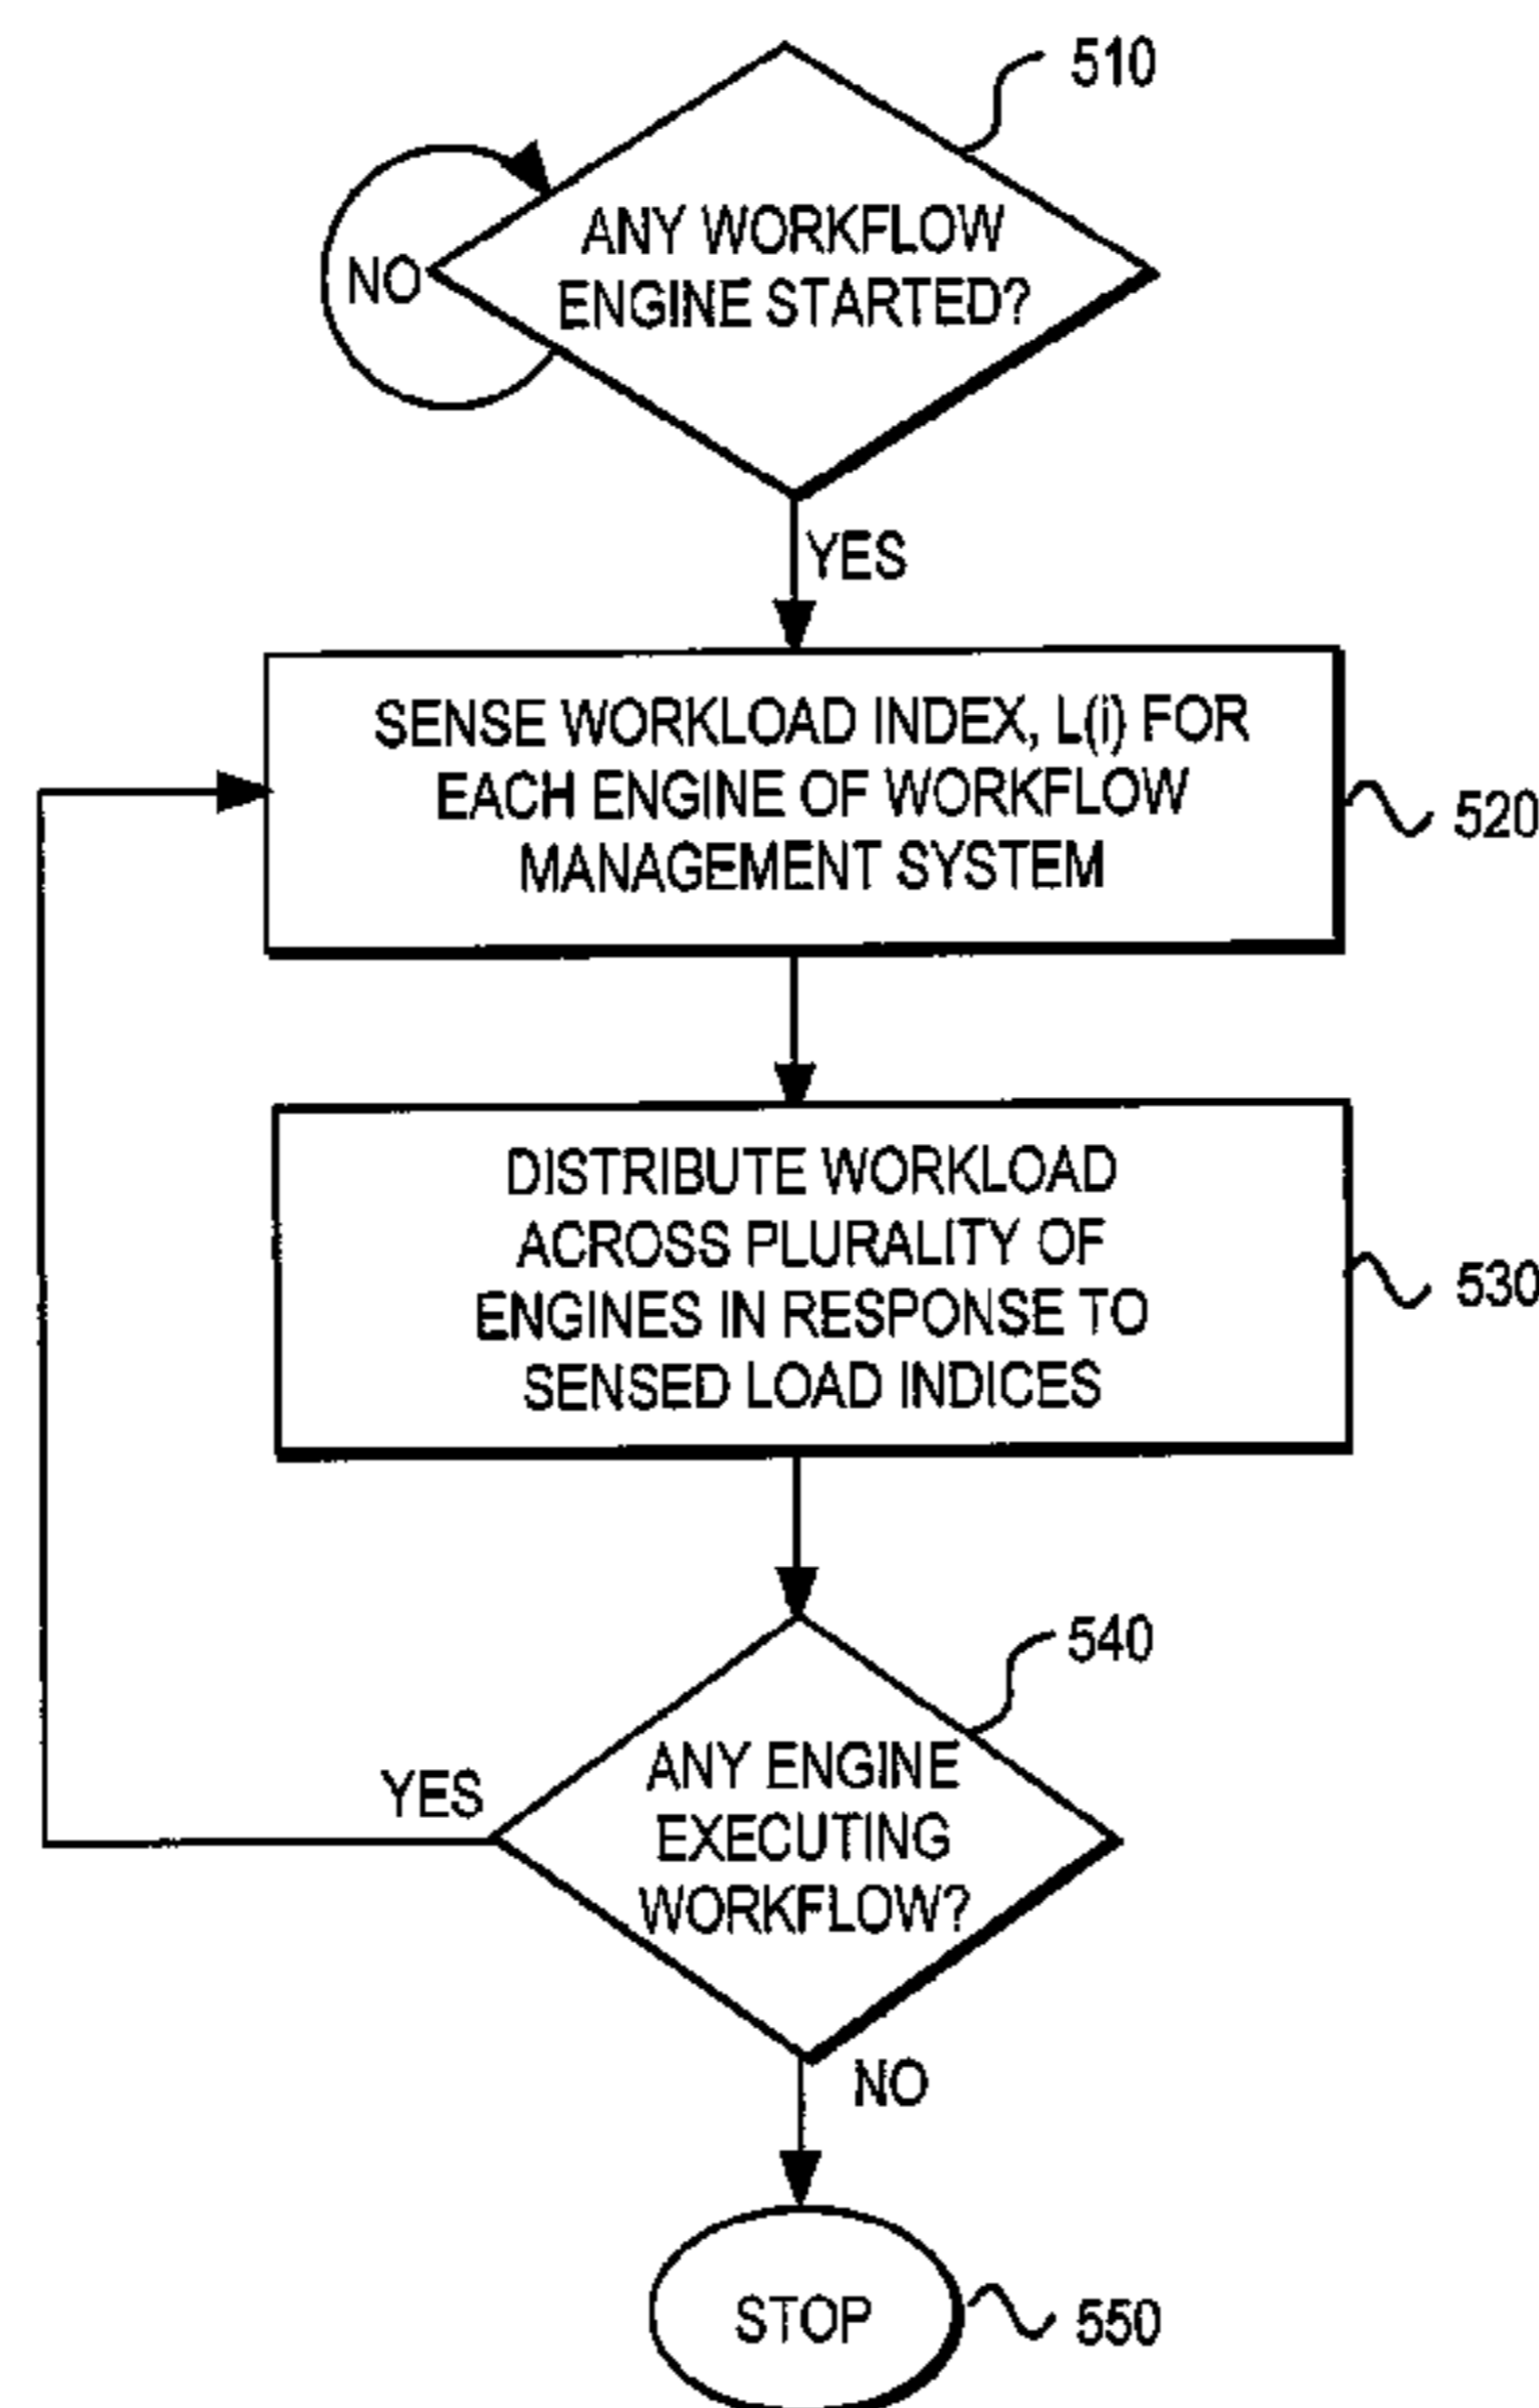 510
ANY WORKFLOW
ENGINE STARTED?
NO
YES
SENSE WORKLOAD INDEX, L(i) FOR
EACH ENGINE OF WORKFLOW
MANAGEMENT SYSTEM
520
DISTRIBUTE WORKLOAD
ACROSS PLURALITY OF
ENGINES IN RESPONSE TO
SENSED LOAD INDICES
530
540
ANY ENGINE
EXECUTING
WORKFLOW?
YES
NO
STOP
550